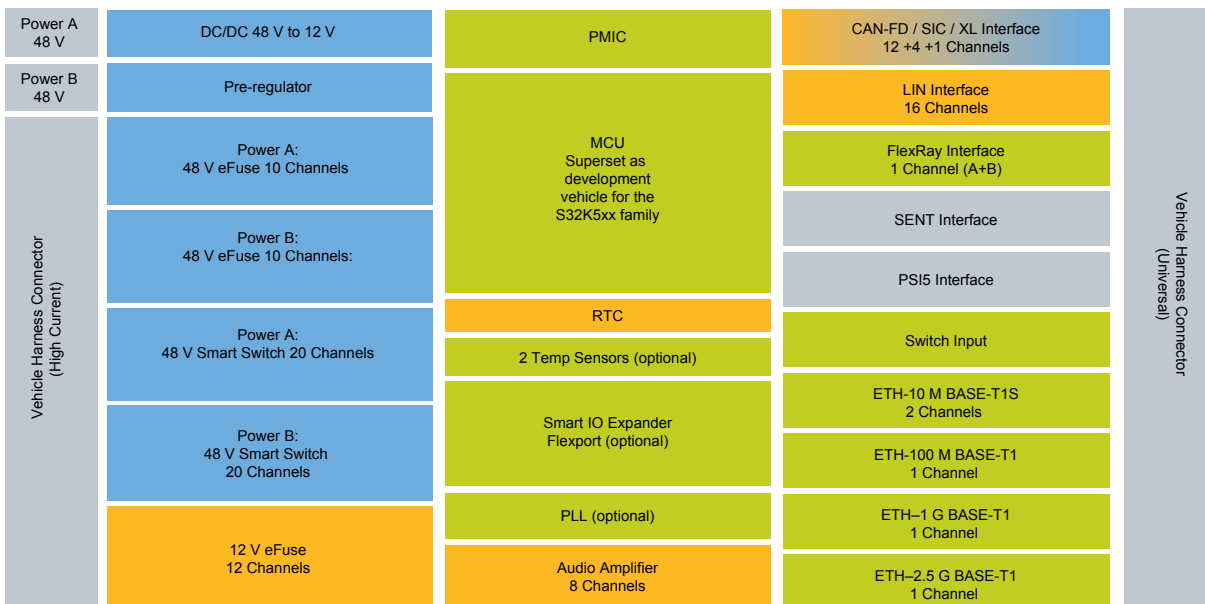 Power A
48 V
Power B
48 V
Vehicle Harness Connector
(High Current)
DC/DC 48 V to 12 V
Pre-regulator
Power A:
48 V eFuse 10 Channels
Power B:
48 V eFuse 10 Channels:
Power A:
48 V Smart Switch 20 Channels
Power B:
48 V Smart Switch
20 Channels
12 V eFuse
12 Channels
PMIC
MCU
Superset as
development
vehicle for the
S32K5xx family
RTC
2 Temp Sensors (optional)
Smart IO Expander
Flexport (optional)
PLL (optional)
Audio Amplifier
8 Channels
CAN-FD / SIC / XL Interface
12 +4 +1 Channels
LIN Interface
16 Channels
FlexRay Interface
1 Channel (A+B)
SENT Interface
PSI5 Interface
Switch Input
ETH-10 M BASE-T1S
2 Channels
ETH-100 M BASE-T1
1 Channel
ETH–1 G BASE-T1
1 Channel
ETH–2.5 G BASE-T1
1 Channel
Vehicle Harness Connector
(Universal)